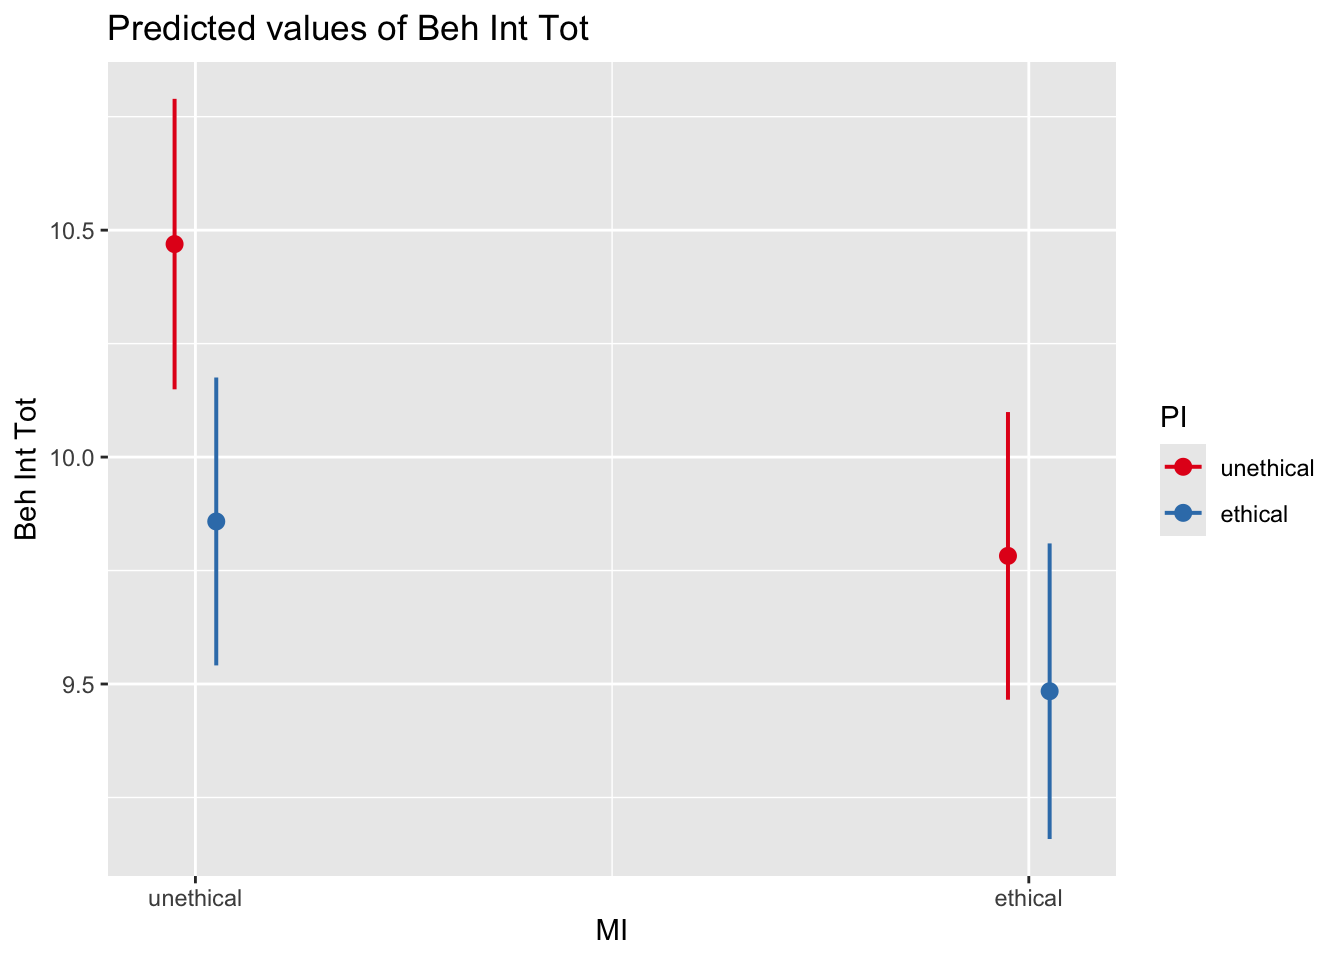 Predicted values of Beh Int Tot
Beh Int Tot
10.5
10.0
9.5
unethical
ethical
MI
PI
unethical
ethical